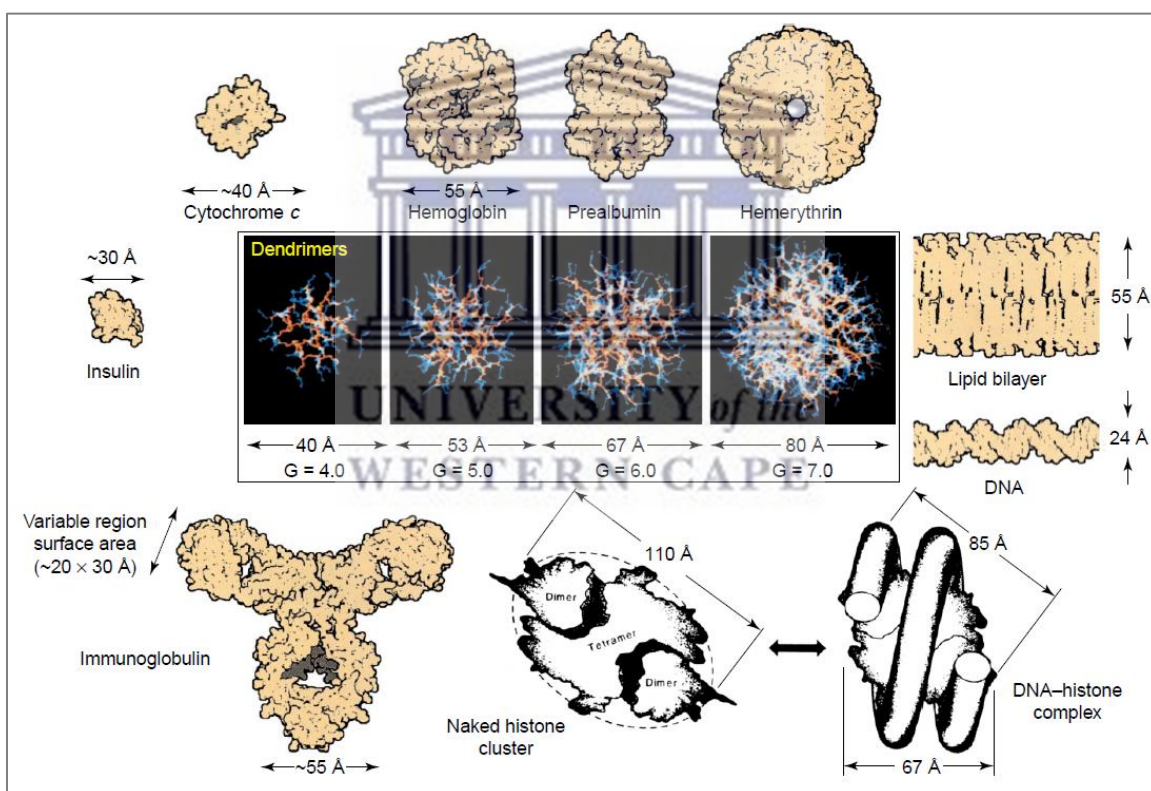 ~40 Å
Cytochrome c
55 Å
Hemoglobin
Prealbumin
Hemerythrin
~30 Å
Insulin
Dendrimers
40 Å
53 Å
67 Å
80 Å
G = 4.0
G = 5.0
G = 6.0
G = 7.0
55 Å
Lipid bilayer
24 Å
DNA
UNIVERSITY of the
WESTERN CAPE
Variable region
surface area
(~20 × 30 Å)
Immunoglobulin
~55 Å
110 Å
Dimer
Tetramer
Dimer
Naked histone
cluster
85 Å
DNA–histone
complex
67 Å